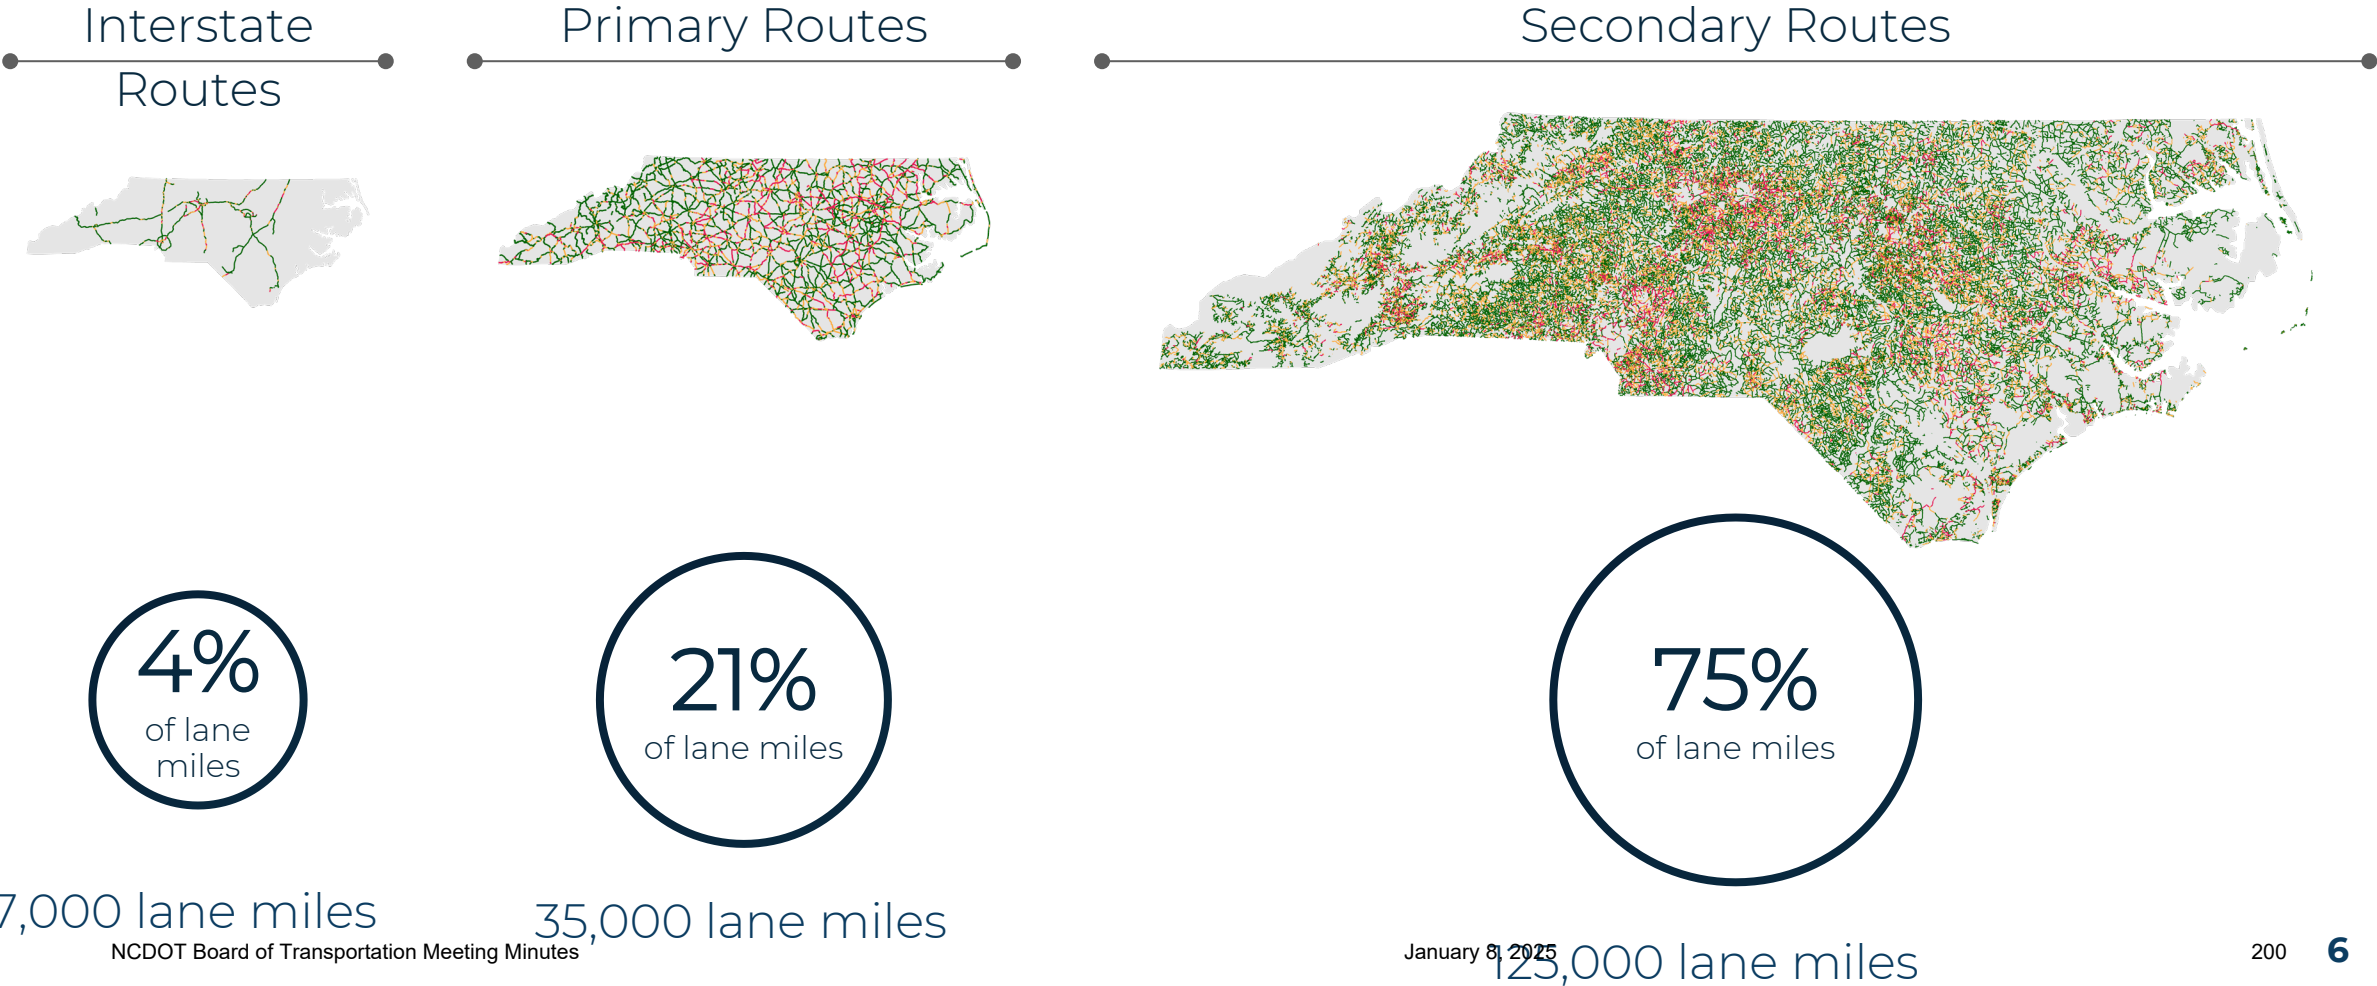 Interstate
Routes
Primary Routes
Secondary Routes
4%
of lane
miles
21%
of lane miles
75%
of lane miles
7,000 lane miles
35,000 lane miles
125,000 lane miles
NCDOT Board of Transportation Meeting Minutes
January 8, 2025
200
6